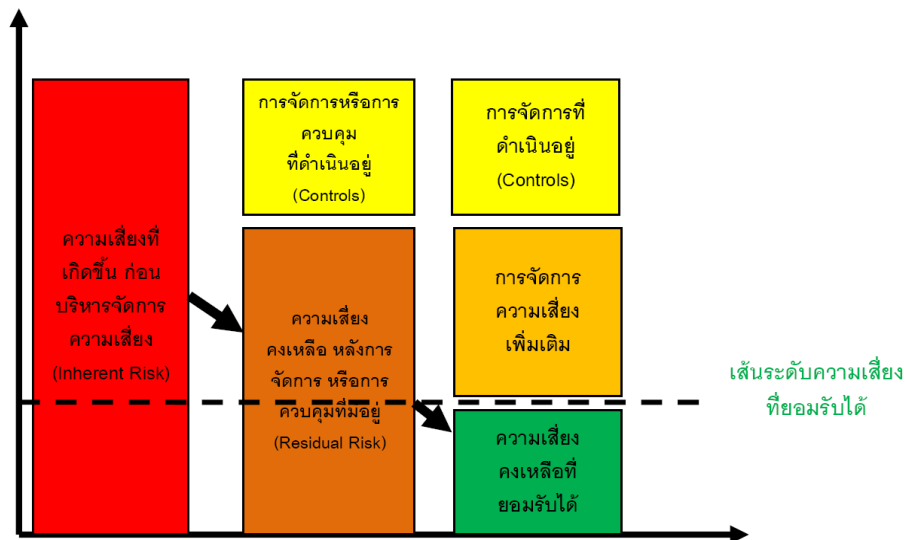 ความเสี่ยงที่
เกิดขึ้น ก่อน
บริหารจัดการ
ความเสี่ยง
(Inherent Risk)
การจัดการหรือการ
ควบคุม
ที่ดำเนินอยู่
(Controls)
ความเสี่ยง
คงเหลือ หลังการ
จัดการ หรือการ
ควบคุมที่มีอยู่
(Residual Risk)
การจัดการที่
ดำเนินอยู่
(Controls)
การจัดการ
ความเสี่ยง
เพิ่มเติม
ความเสี่ยง
คงเหลือที่
ยอมรับได้
เส้นระดับความเสี่ยง
ที่ยอมรับได้